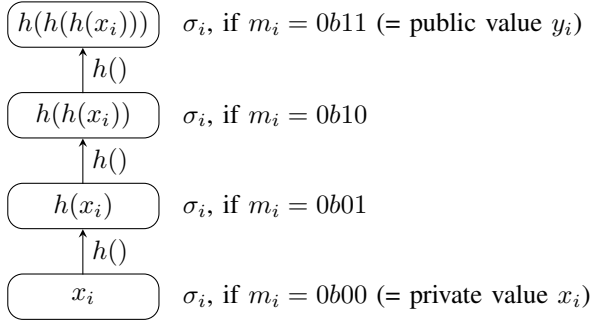 h(h(h(x_i))) σ_i, if m_i = 0b11 (= public value y_i)
h()
h(h(x_i)) σ_i, if m_i = 0b10
h()
h(x_i) σ_i, if m_i = 0b01
h()
x_i σ_i, if m_i = 0b00 (= private value x_i)